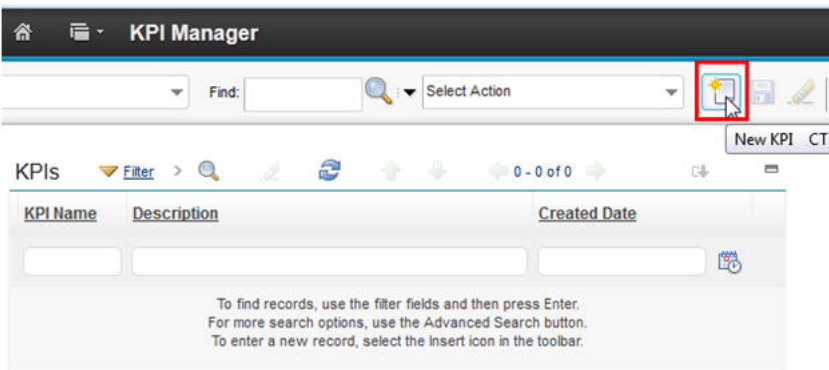 KPI Manager
Find: Select Action
New KPI CT
KPIs Filter 0 - 0 of 0
KPI Name Description Created Date
To find records, use the filter fields and then press Enter.
For more search options, use the Advanced Search button.
To enter a new record, select the Insert icon in the toolbar.